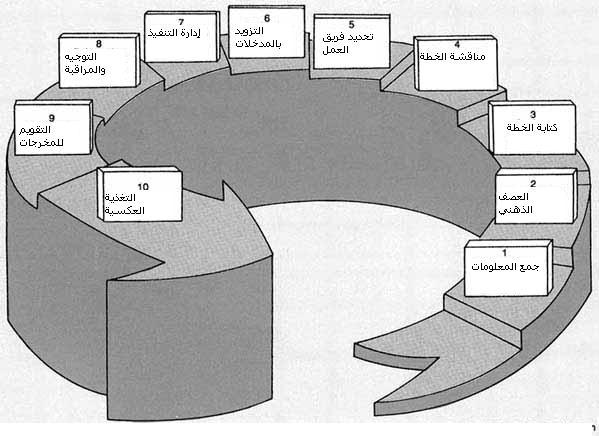 1
جمع المعلومات
2
العصف
الذهني
3
كتابة الخطة
4
مناقشة الخطة
5
تحديد فريق
العمل
6
التزويد
بالمدخلات
7
إدارة التنفيذ
8
التوجيه
والمراقبة
9
التقويم
للمخرجات
10
التغذية
العكسية